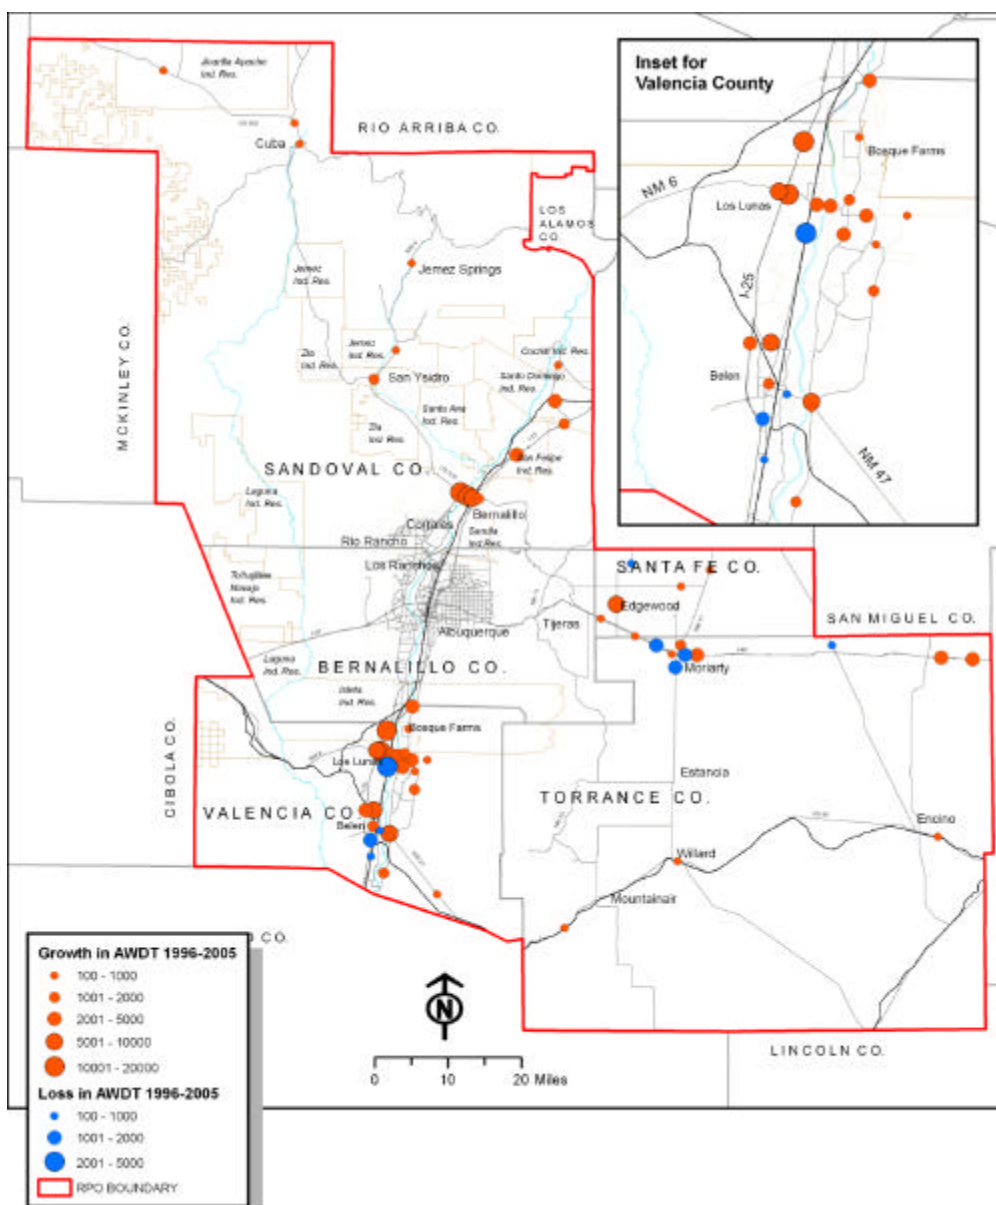 Jicarilla Apache
Ind. Res.
RIO ARRIBA CO.
Cuba
LOS
ALAMOS
CO.
Jemez Springs
Jemez
Ind. Res.
Jemez
Ind. Res.
Zia
Ind. Res.
San Ysidro
Cochiti Ind. Res.
Santo Domingo
Ind. Res.
Santa Ana
Ind. Res.
Zia
Ind. Res.
San Felipe
Ind. Res.
MCKINLEY CO.
SANDOVAL CO.
Laguna
Ind. Res.
Bernalillo
Corrales
Sandia
Ind. Res.
Rio Rancho
Los Ranchos
Tohajiilee
Navajo
Ind. Res.
SANTA FE CO.
Edgewood
SAN MIGUEL CO.
Tijeras
Albuquerque
Laguna
Ind. Res.
BERNALILLO CO.
Moriarty
Isleta
Ind. Res.
CIBOLA CO.
Bosque Farms
Los Lunas
Estancia
VALENCIA CO.
TORRANCE CO.
Belen
Encino
Willard
Mountainair
O CO.
LINCOLN CO.
Inset for
Valencia County
Bosque Farms
NM 6
Los Lunas
I-25
Belen
NM 47
Growth in AWDT 1996-2005
100 - 1000
1001 - 2000
2001 - 5000
5001 - 10000
10001 - 20000
Loss in AWDT 1996-2005
100 - 1000
1001 - 2000
2001 - 5000
RPO BOUNDARY
N
0 10 20 Miles